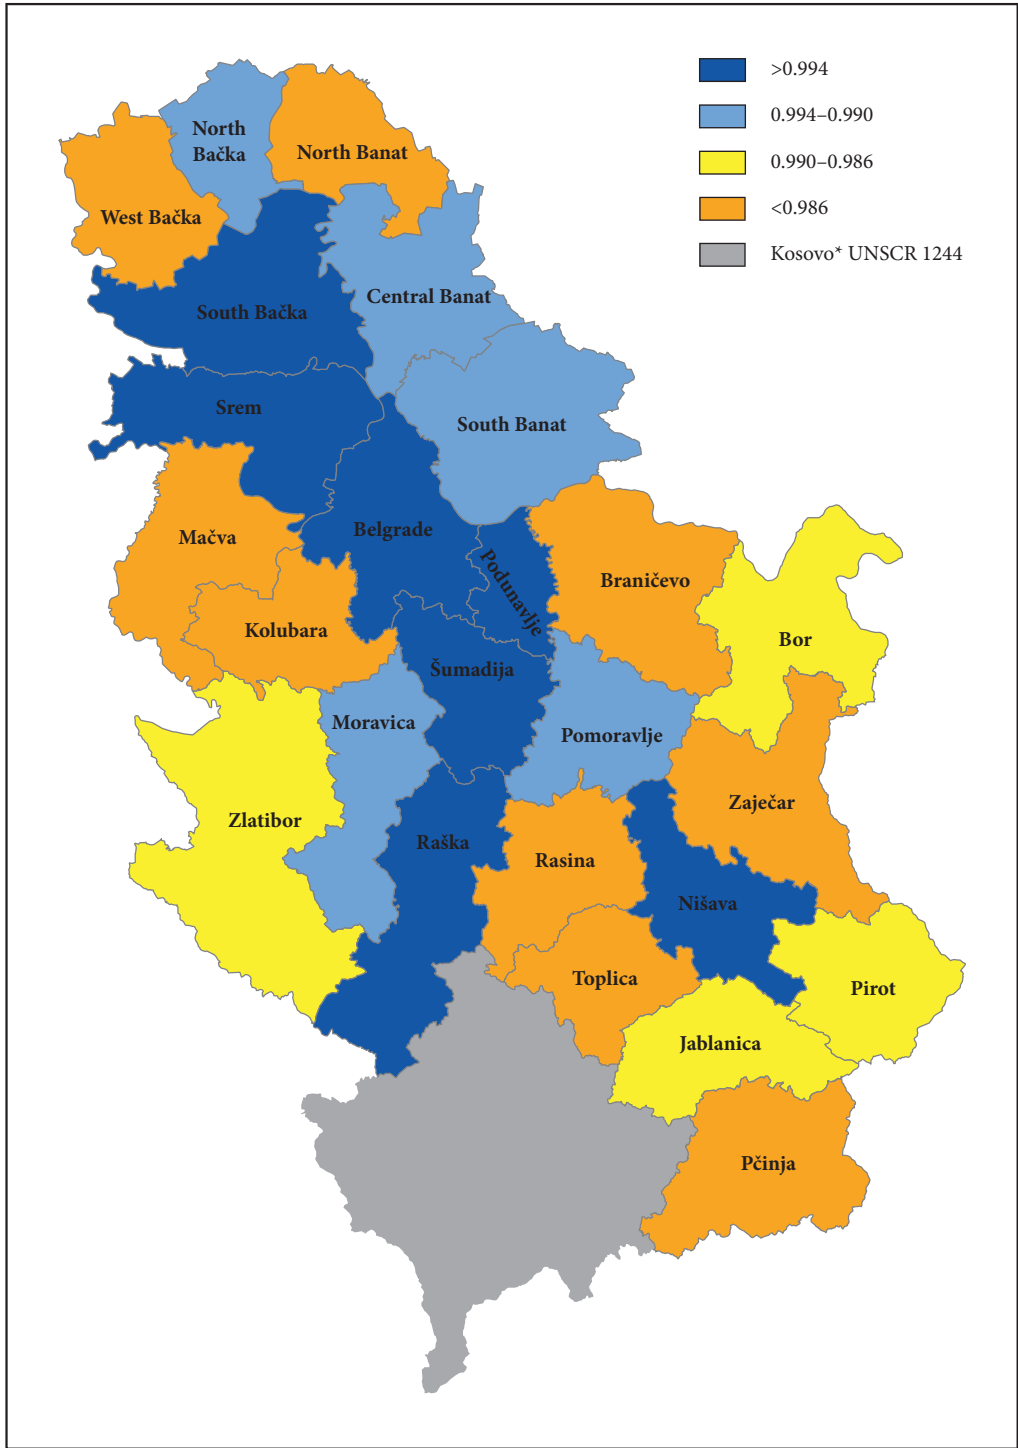 >0.994
0.994–0.990
0.990–0.986
<0.986
Kosovo* UNSCR 1244
North
Bačka
North Banat
West Bačka
Central Banat
South Bačka
Srem
South Banat
Belgrade
Mačva
Podunavlje
Braničevo
Kolubara
Bor
Šumadija
Moravica
Pomoravlje
Zaječar
Zlatibor
Raška
Rasina
Nišava
Toplica
Pirot
Jablanica
Pčinja